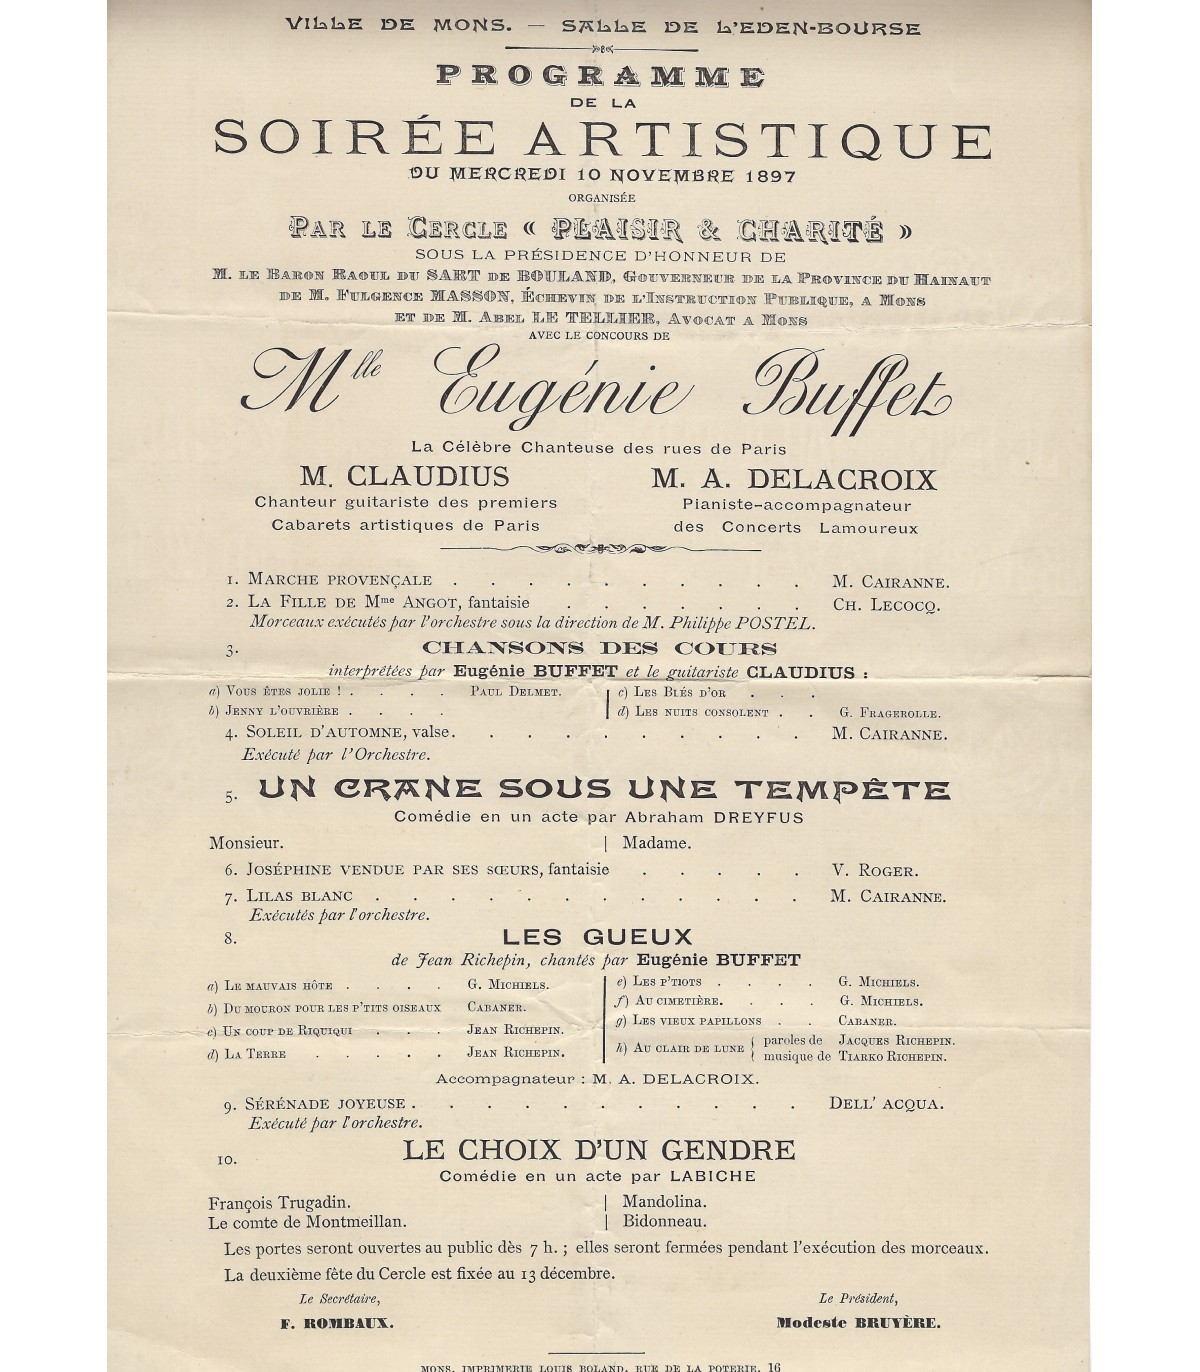 VILLE DE MONS. — SALLE DE L'EDEN-BOURSE
PROGRAMME
DE LA
SOIRÉE ARTISTIQUE
DU MERCREDI 10 NOVEMBRE 1897
ORGANISÉE
PAR LE CERCLE « PLAISIR & CHARITÉ »
SOUS LA PRÉSIDENCE D'HONNEUR DE
M. LE BARON RAOUL DU SART DE BOULAND, GOUVERNEUR DE LA PROVINCE DU HAINAUT
DE M. FULGENCE MASSON, ÉCHEVIN DE L'INSTRUCTION PUBLIQUE, A MONS
ET DE M. ABEL LE TELLIER, AVOCAT A MONS
AVEC LE CONCOURS DE
Mlle Eugénie Buffet
La Célèbre Chanteuse des rues de Paris
M. CLAUDIUS
Chanteur guitariste des premiers
Cabarets artistiques de Paris
M. A. DELACROIX
Pianiste-accompagnateur
des Concerts Lamoureux
1. MARCHE PROVENÇALE . . . . . . . . . . M. CAIRANNE.
2. LA FILLE DE Mme ANGOT, fantaisie . . . . . . . CH. LECOCQ.
Morceaux exécutés par l'orchestre sous la direction de M. Philippe POSTEL.
3. CHANSONS DES COURS
interprétées par Eugénie BUFFET et le guitariste CLAUDIUS :
a) VOUS ÊTES JOLIE ! . . . . PAUL DELMET.
b) JENNY L'OUVRIÈRE . . . .
c) LES BLÉS D'OR . . .
d) LES NUITS CONSOLENT . . G. FRAGEROLLE.
4. SOLEIL D'AUTOMNE, valse. . . . . . . . . . M. CAIRANNE.
Exécuté par l'Orchestre.
5. UN CRANE SOUS UNE TEMPÊTE
Comédie en un acte par Abraham DREYFUS
Monsieur. | Madame.
6. JOSÉPHINE VENDUE PAR SES SŒURS, fantaisie . . . . . V. ROGER.
7. LILAS BLANC . . . . . . . . . . . . M. CAIRANNE.
Exécutés par l'orchestre.
8. LES GUEUX
de Jean Richepin, chantés par Eugénie BUFFET
a) LE MAUVAIS HÔTE . . . . G. MICHIELS.
b) DU MOURON POUR LES P'TITS OISEAUX CABANER.
c) UN COUP DE RIQUIQUI . . . JEAN RICHEPIN.
d) LA TERRE . . . . . JEAN RICHEPIN.
e) LES P'TIOTS . . . . G. MICHIELS.
f) AU CIMETIÈRE. . . . G. MICHIELS.
g) LES VIEUX PAPILLONS . . CABANER.
h) AU CLAIR DE LUNE { paroles de JACQUES RICHEPIN.
musique de TIARKO RICHEPIN.
Accompagnateur : M. A. DELACROIX.
9. SÉRÉNADE JOYEUSE . . . . . . . . . . . DELL' ACQUA.
Exécuté par l'orchestre.
10. LE CHOIX D'UN GENDRE
Comédie en un acte par LABICHE
François Trugadin. | Mandolina.
Le comte de Montmeillan. | Bidonneau.
Les portes seront ouvertes au public dès 7 h. ; elles seront fermées pendant l'exécution des morceaux.
La deuxième fête du Cercle est fixée au 13 décembre.
Le Secrétaire,
F. ROMBAUX.
Le Président,
Modeste BRUYÈRE.
MONS, IMPRIMERIE LOUIS BOLAND, RUE DE LA POTERIE, 16